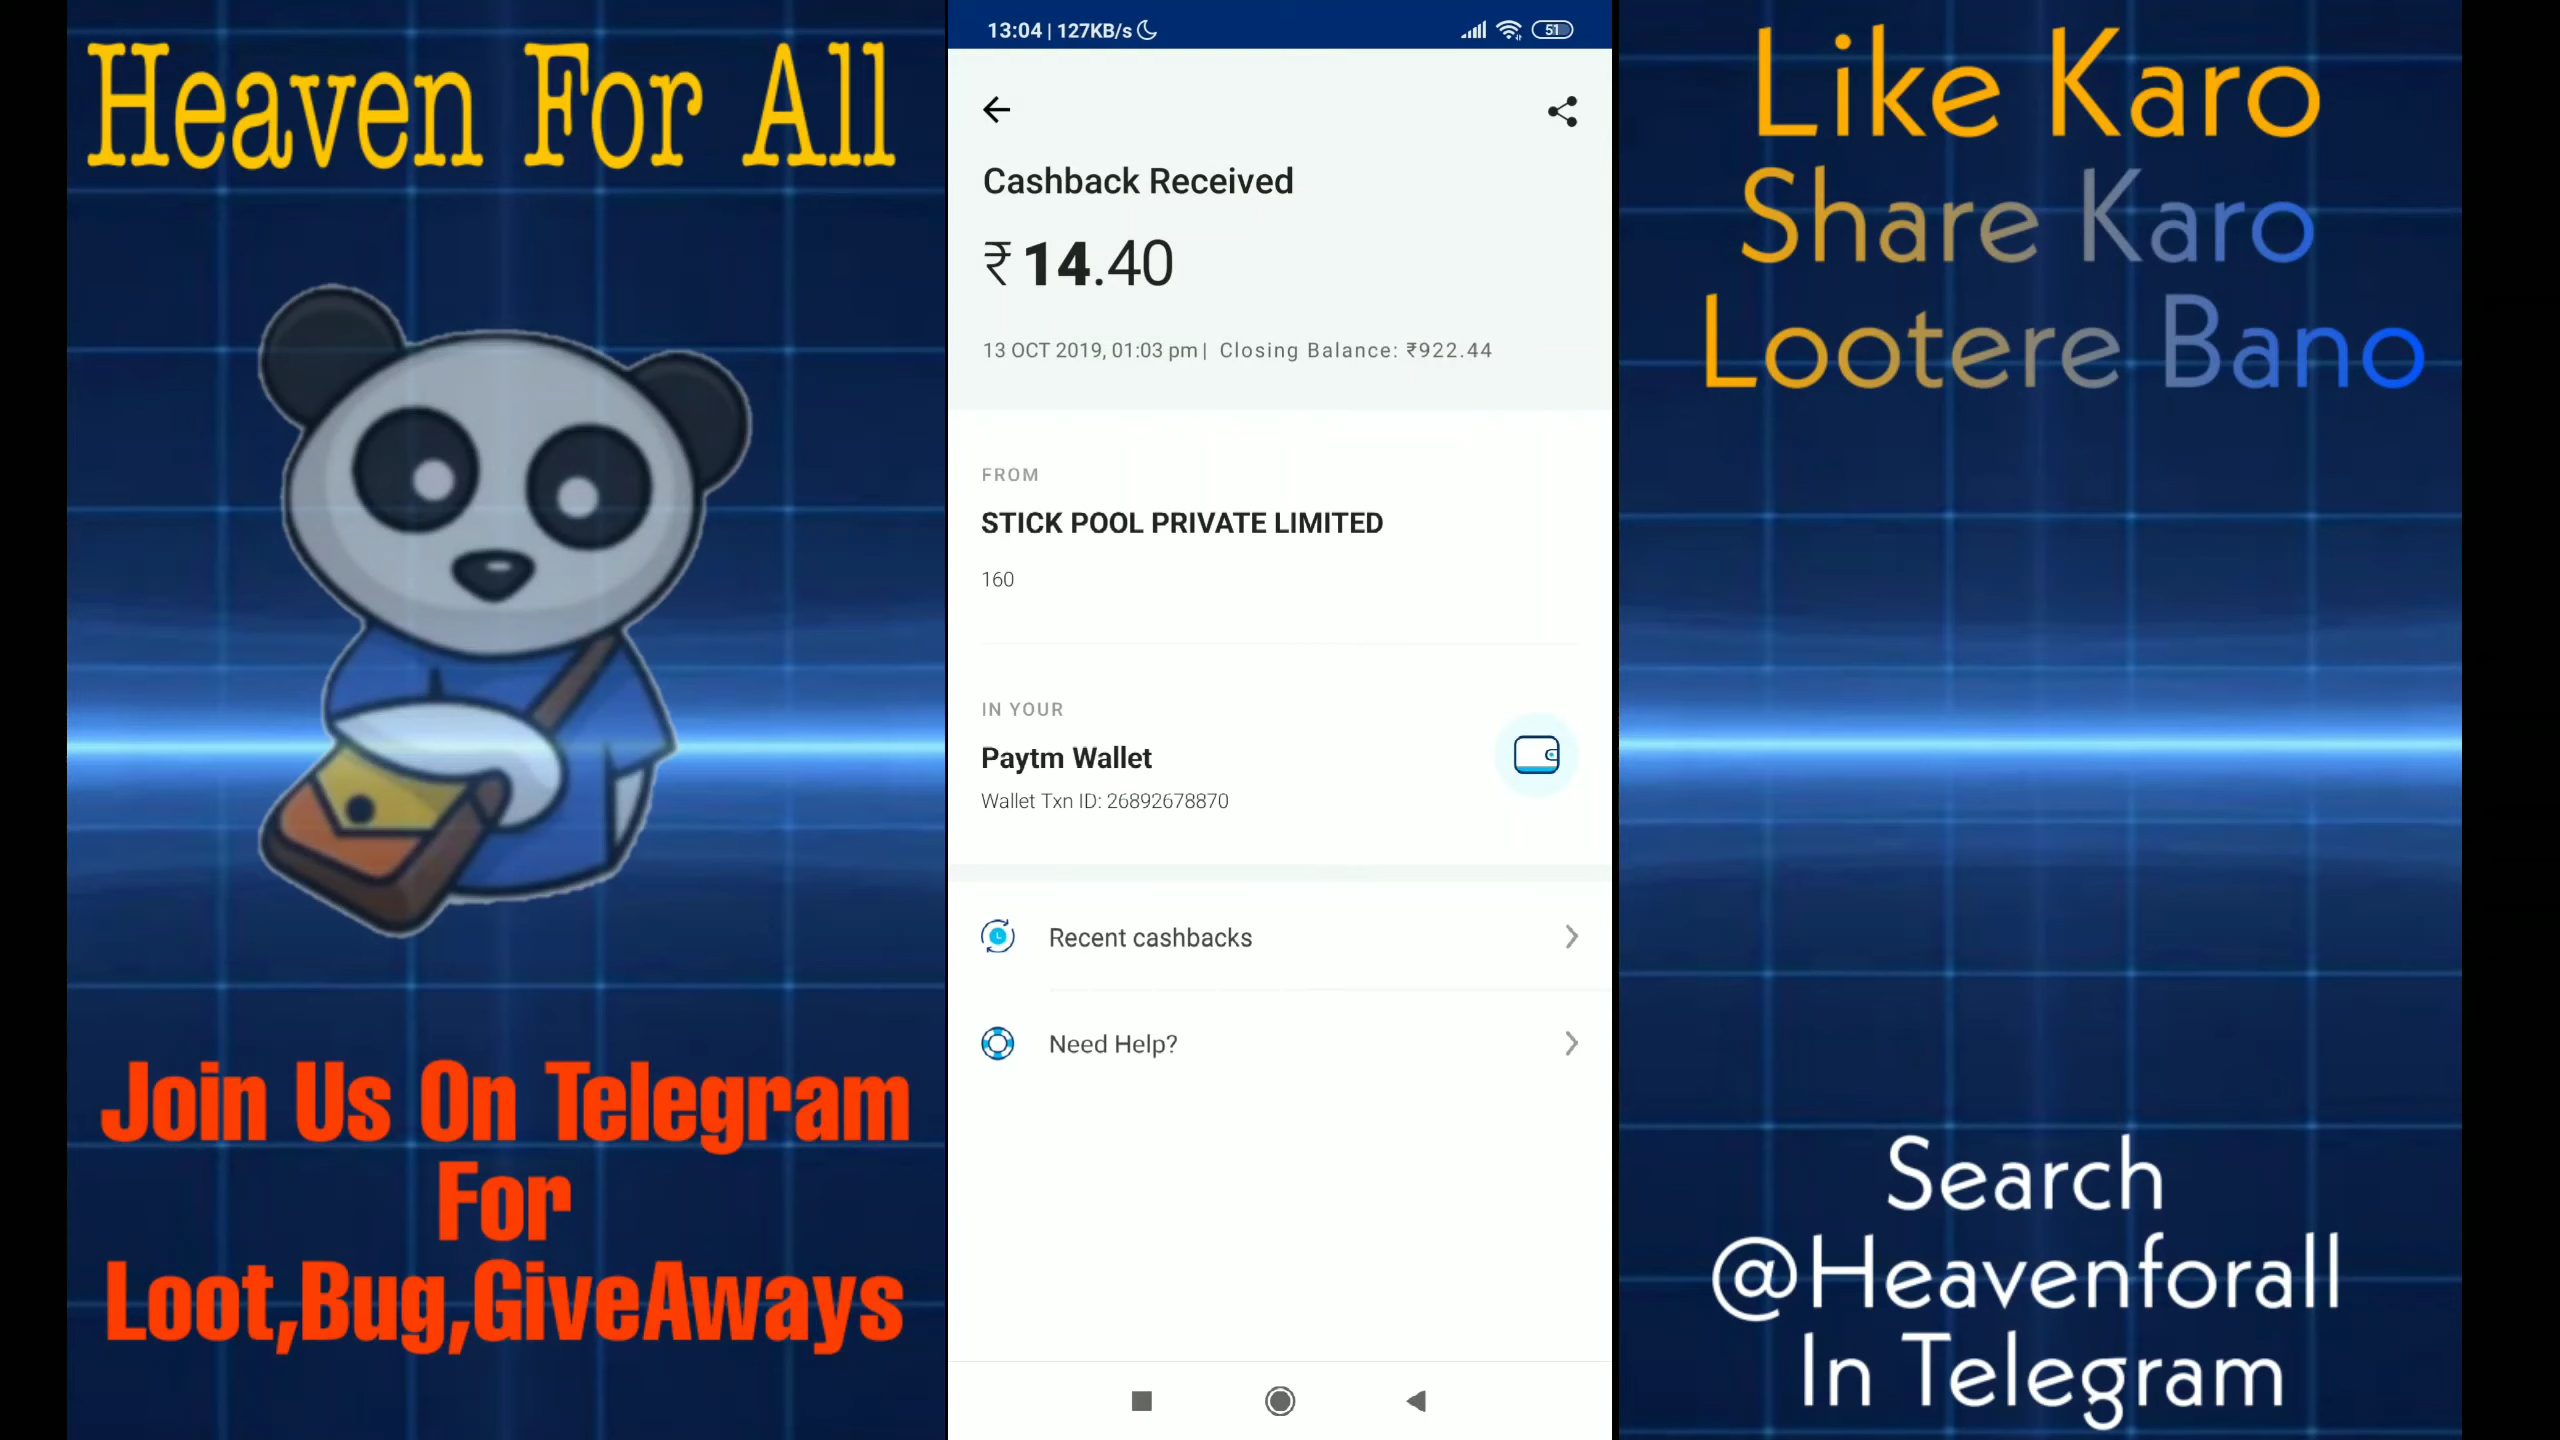 Heaven For All
Join Us On Telegram
For
Loot,Bug,GiveAways
13:04 | 127KB/s
51
Cashback Received
₹14.40
13 OCT 2019, 01:03 pm | Closing Balance: ₹922.44
FROM
STICK POOL PRIVATE LIMITED
160
IN YOUR
Paytm Wallet
Wallet Txn ID: 26892678870
Recent cashbacks
Need Help?
Like Karo
Share Karo
Lootere Bano
Search
@Heavenforall
In Telegram